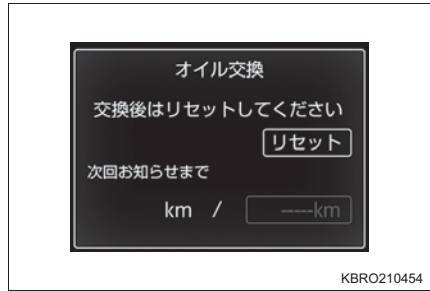 オイル交換
交換後はリセットしてください
リセット
次回お知らせまで
km / -----km
KBRO210454